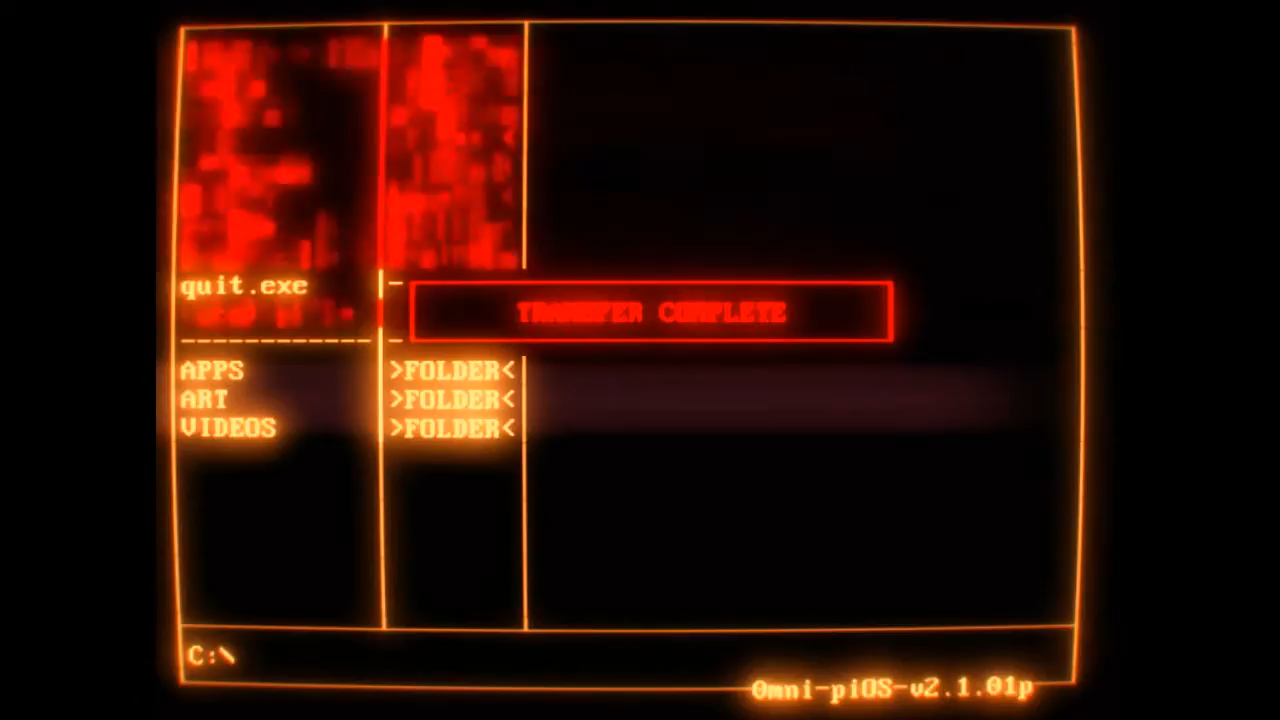 quit.exe -
TRANSFER COMPLETE
------------ -
APPS >FOLDER<
ART >FOLDER<
VIDEOS >FOLDER<
C:\
Omni-piOS-v2.1.01p